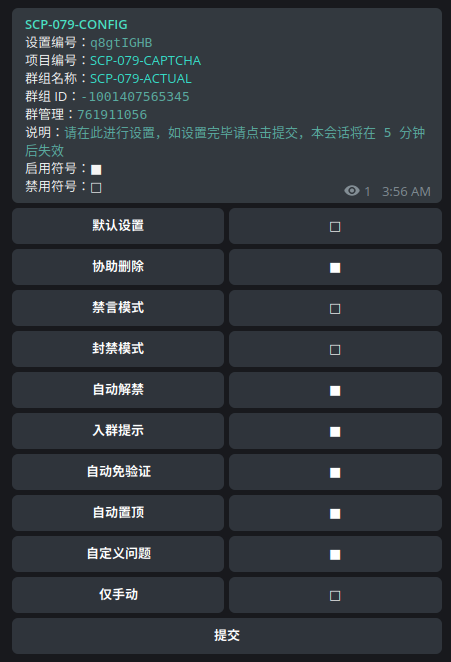 SCP-079-CONFIG
设置编号：q8gtIGHB
项目编号：SCP-079-CAPTCHA
群组名称：SCP-079-ACTUAL
群组 ID：-1001407565345
群管理：761911056
说明：请在此进行设置，如设置完毕请点击提交，本会话将在 5 分钟
后失效
启用符号：■
禁用符号：□
1 3:56 AM
默认设置 □
协助删除 ■
禁言模式 □
封禁模式 □
自动解禁 ■
入群提示 ■
自动免验证 ■
自动置顶 ■
自定义问题 ■
仅手动 □
提交